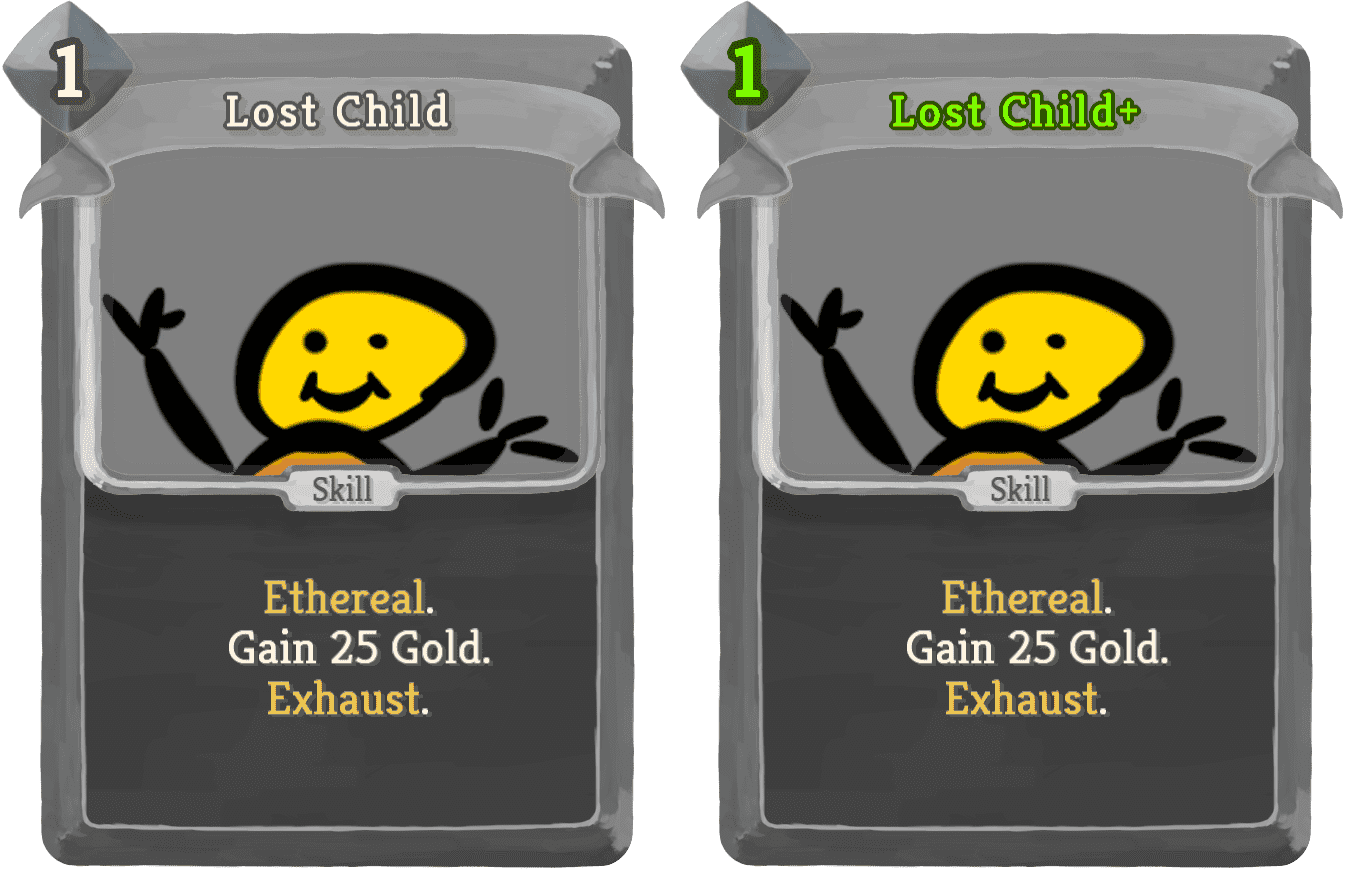 1
Lost Child
Skill
Ethereal.
Gain 25 Gold.
Exhaust.
1
Lost Child+
Skill
Ethereal.
Gain 25 Gold.
Exhaust.